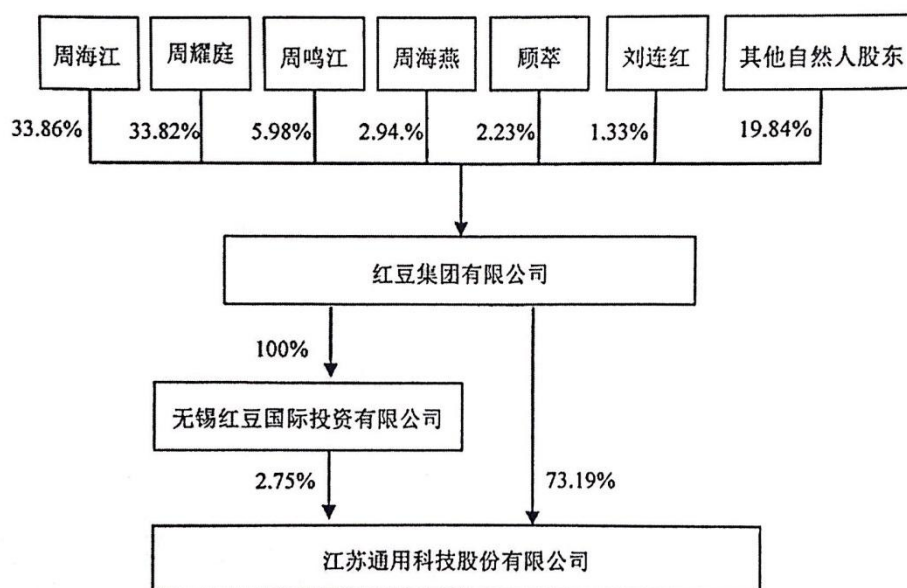 周海江
周耀庭
周鸣江
周海燕
顾萃
刘连红
其他自然人股东
33.86%
33.82%
5.98%
2.94.%
2.23%
1.33%
19.84%
红豆集团有限公司
100%
无锡红豆国际投资有限公司
2.75%
73.19%
江苏通用科技股份有限公司